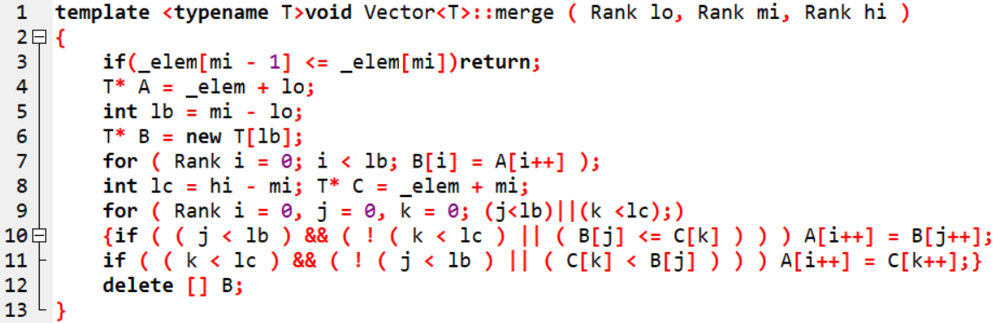 1 template <typename T>void Vector<T>::merge ( Rank lo, Rank mi, Rank hi )
2 {
3 if(_elem[mi - 1] <= _elem[mi])return;
4 T* A = _elem + lo;
5 int lb = mi - lo;
6 T* B = new T[lb];
7 for ( Rank i = 0; i < lb; B[i] = A[i++] );
8 int lc = hi - mi; T* C = _elem + mi;
9 for ( Rank i = 0, j = 0, k = 0; (j<lb)||(k <lc);)
10 {if ( ( j < lb ) && ( ! ( k < lc ) || ( B[j] <= C[k] ) ) ) A[i++] = B[j++];
11 if ( ( k < lc ) && ( ! ( j < lb ) || ( C[k] < B[j] ) ) ) A[i++] = C[k++];}
12 delete [] B;
13 }